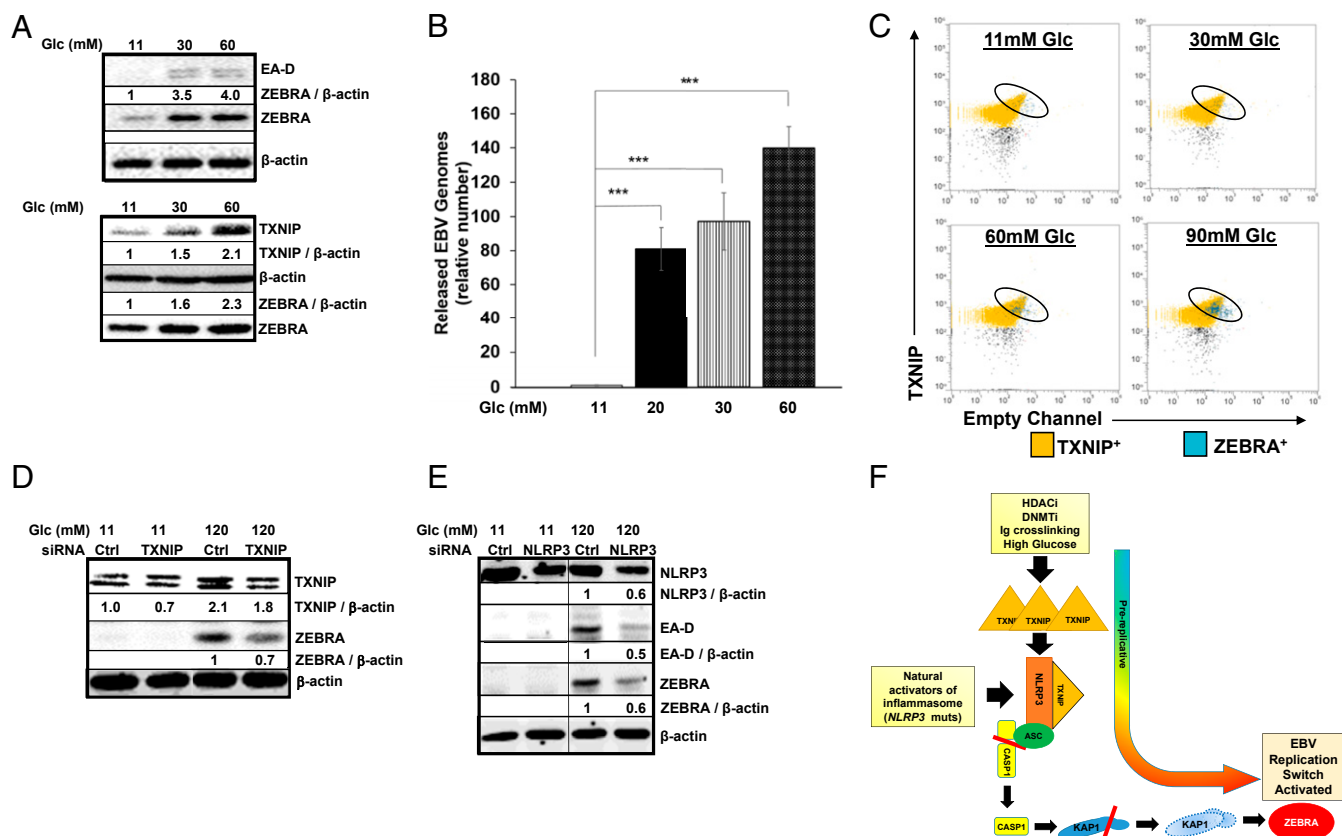 A
Glc (mM) 11 30 60
EA-D
1 3.5 4.0 ZEBRA / β-actin
ZEBRA
β-actin
Glc (mM) 11 30 60
TXNIP
1 1.5 2.1 TXNIP / β-actin
β-actin
1 1.6 2.3 ZEBRA / β-actin
ZEBRA
B
Released EBV Genomes
(relative number)
180
160
140
120
100
80
60
40
20
0
***
***
***
Glc (mM) 11 20 30 60
C
11mM Glc
30mM Glc
60mM Glc
90mM Glc
TXNIP
Empty Channel
TXNIP+
ZEBRA+
D
Glc (mM) 11 11 120 120
siRNA Ctrl TXNIP Ctrl TXNIP
TXNIP
1.0 0.7 2.1 1.8 TXNIP / β-actin
ZEBRA
1 0.7 ZEBRA / β-actin
β-actin
E
Glc (mM) 11 11 120 120
siRNA Ctrl NLRP3 Ctrl NLRP3
NLRP3
1 0.6 NLRP3 / β-actin
EA-D
1 0.5 EA-D / β-actin
ZEBRA
1 0.6 ZEBRA / β-actin
β-actin
F
HDACi
DNMTi
Ig crosslinking
High Glucose
TXNIP TXNIP TXNIP
NLRP3
TXNIP
Natural
activators of
inflammasome
(NLRP3 muts)
ASC
CASP1
CASP1
KAP1
KAP1
ZEBRA
Pre-replicative
EBV
Replication
Switch
Activated